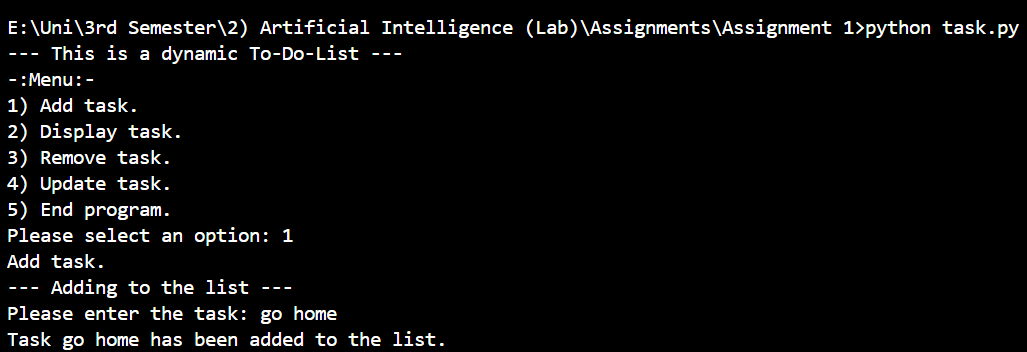 E:\Uni\3rd Semester\2) Artificial Intelligence (Lab)\Assignments\Assignment 1>python task.py
--- This is a dynamic To-Do-List ---
-:Menu:-
1) Add task.
2) Display task.
3) Remove task.
4) Update task.
5) End program.
Please select an option: 1
Add task.
--- Adding to the list ---
Please enter the task: go home
Task go home has been added to the list.